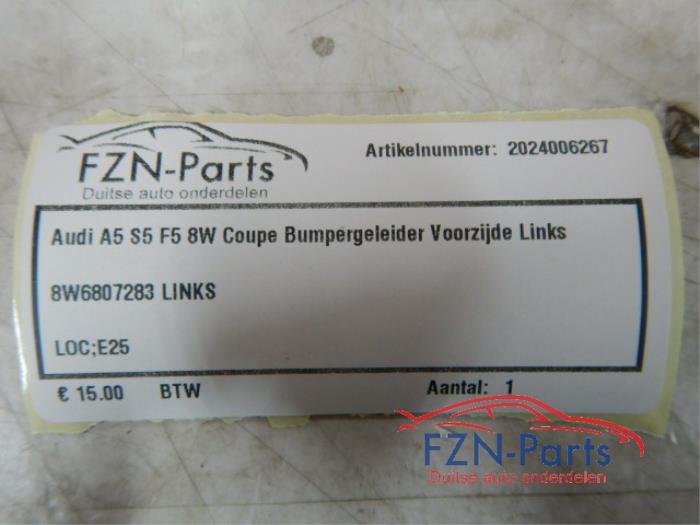 FZN-Parts
Duitse auto onderdelen
Artikelnummer: 2024006267
Audi A5 S5 F5 8W Coupe Bumpergeleider Voorzijde Links
8W6807283 LINKS
LOC;E25
€ 15.00 BTW Aantal: 1
FZN-Parts
Duitse auto onderdelen